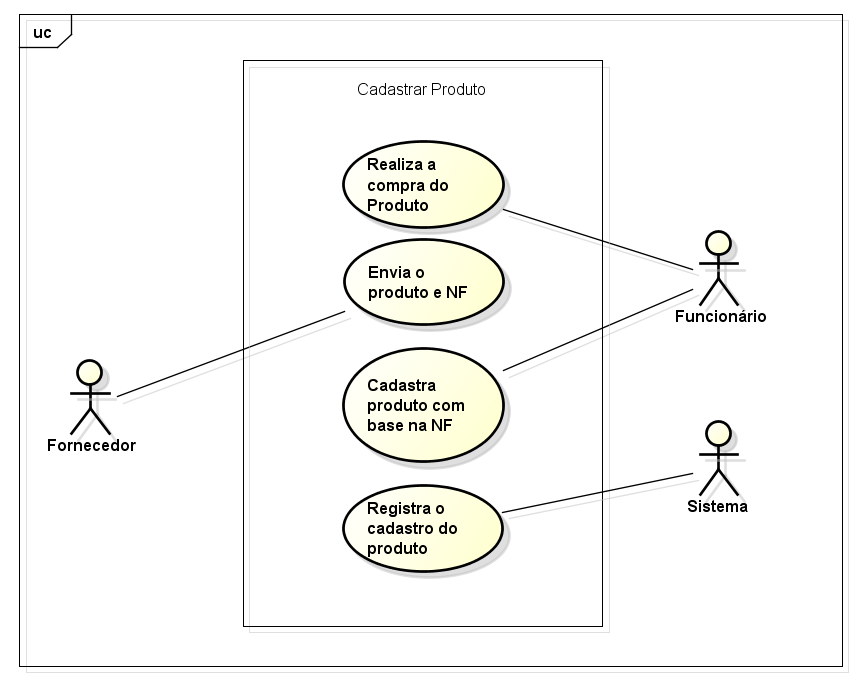 uc
Cadastrar Produto
Realiza a
compra do
Produto
Envia o
produto e NF
Funcionário
Cadastra
produto com
base na NF
Fornecedor
Registra o
cadastro do
produto
Sistema